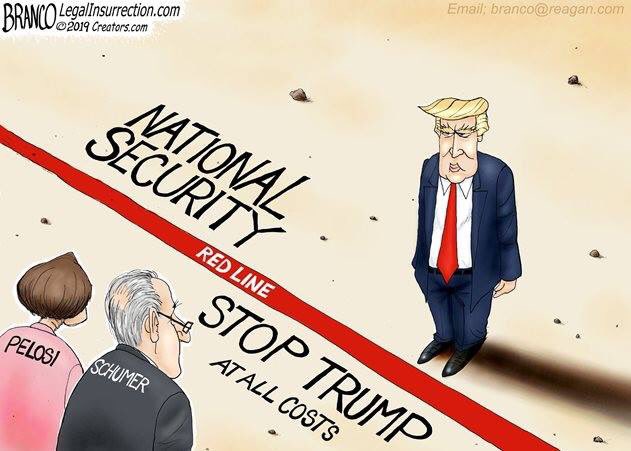 BRANCO LegalInsurrection.com
©2019 Creators.com
Email; branco@reagan.com
NATIONAL
SECURITY
RED LINE
STOP TRUMP
AT ALL COSTS
PELOSI
SCHUMER